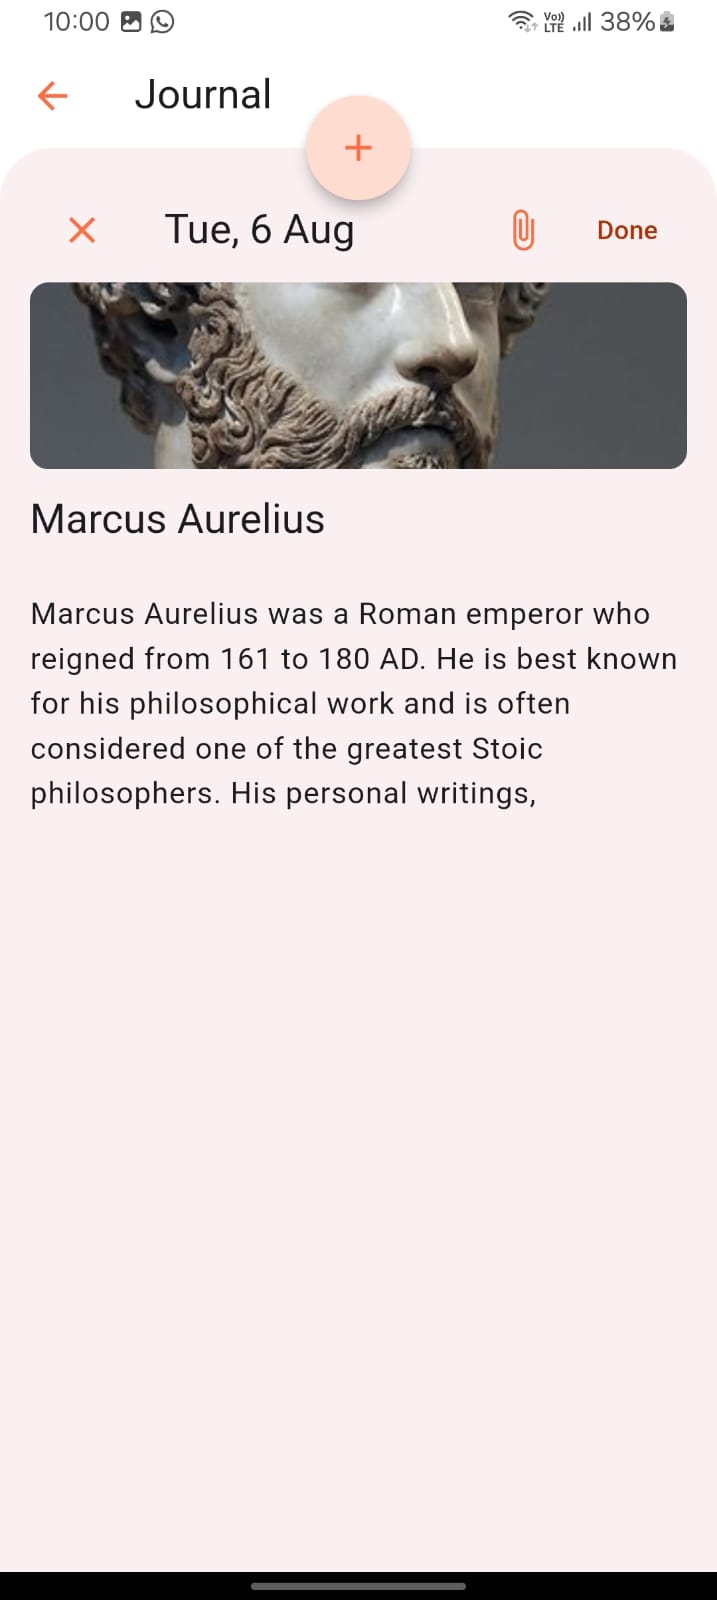 10:00 Vo)) LTE 38%
Journal
Tue, 6 Aug Done
Marcus Aurelius
Marcus Aurelius was a Roman emperor who
reigned from 161 to 180 AD. He is best known
for his philosophical work and is often
considered one of the greatest Stoic
philosophers. His personal writings,